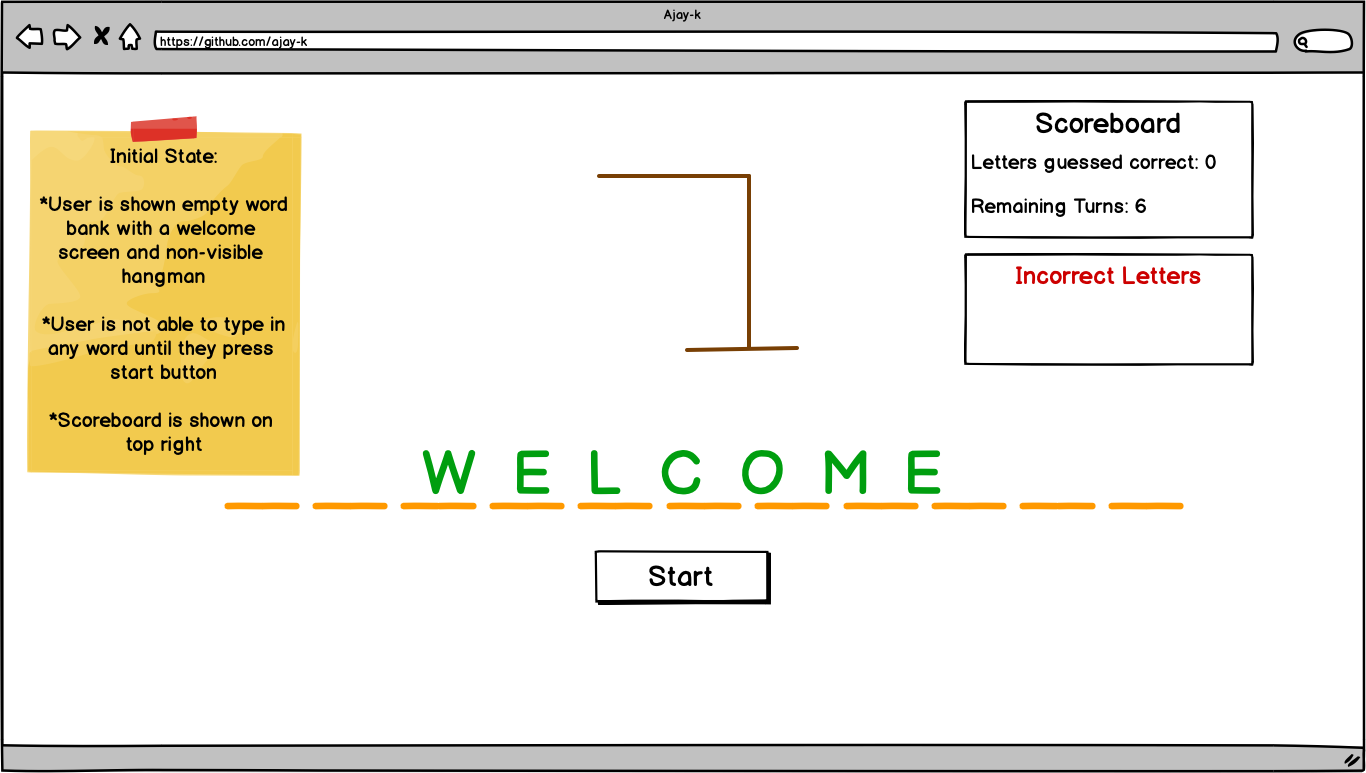 Ajay-k
https://github.com/ajay-k
Initial State:
*User is shown empty word
bank with a welcome
screen and non-visible
hangman
*User is not able to type in
any word until they press
start button
*Scoreboard is shown on
top right
Scoreboard
Letters guessed correct: 0
Remaining Turns: 6
Incorrect Letters
W E L C O M E
Start